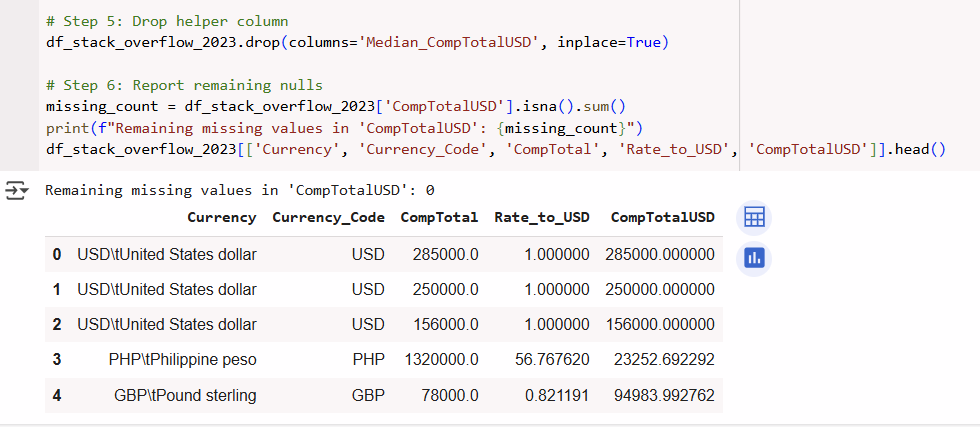 # Step 5: Drop helper column
df_stack_overflow_2023.drop(columns='Median_CompTotalUSD', inplace=True)
# Step 6: Report remaining nulls
missing_count = df_stack_overflow_2023['CompTotalUSD'].isna().sum()
print(f"Remaining missing values in 'CompTotalUSD': {missing_count}")
df_stack_overflow_2023[['Currency', 'Currency_Code', 'CompTotal', 'Rate_to_USD', 'CompTotalUSD']].head()
Remaining missing values in 'CompTotalUSD': 0
Currency Currency_Code CompTotal Rate_to_USD CompTotalUSD
0 USD\tUnited States dollar USD 285000.0 1.000000 285000.000000
1 USD\tUnited States dollar USD 250000.0 1.000000 250000.000000
2 USD\tUnited States dollar USD 156000.0 1.000000 156000.000000
3 PHP\tPhilippine peso PHP 1320000.0 56.767620 23252.692292
4 GBP\tPound sterling GBP 78000.0 0.821191 94983.992762